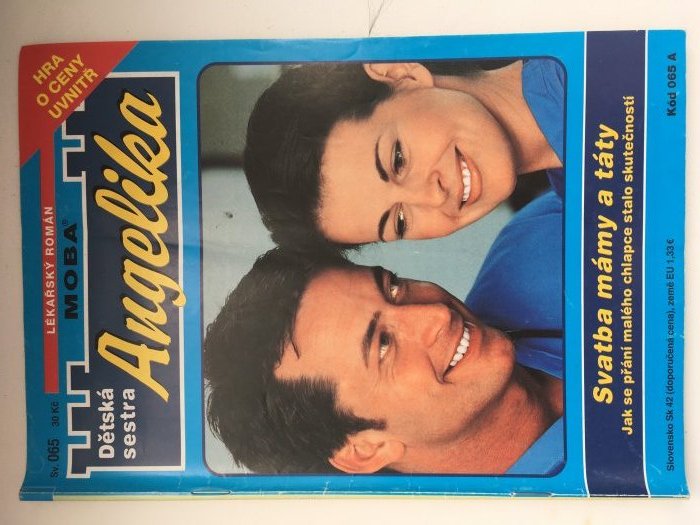 HRA
O CENY
UVNITŘ
LÉKAŘSKÝ ROMÁN
MOBA®
Sv. 065 30 Kč
Dětská
sestra
Angelika
Svatba mámy a táty
Jak se přání malého chlapce stalo skutečností
Slovensko Sk 42 (doporučená cena), země EU 1,33 €
Kód 065 A